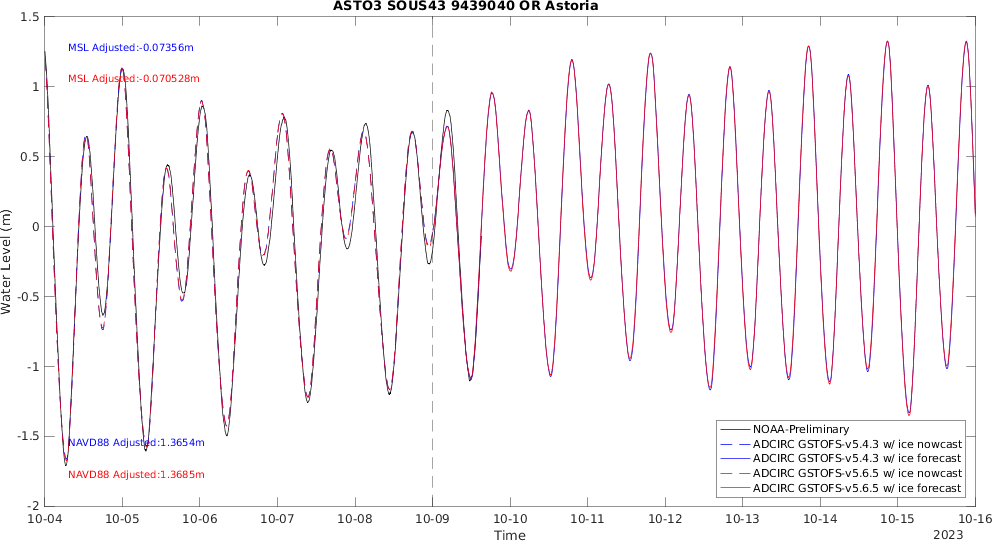 ASTO3 SOUS43 9439040 OR Astoria
1.5
1
0.5
0
-0.5
-1
-1.5
-2
Water Level (m)
MSL Adjusted:-0.07356m
MSL Adjusted:-0.070528m
NAVD88 Adjusted:1.3654m
NAVD88 Adjusted:1.3685m
NOAA-Preliminary
ADCIRC GSTOFS-v5.4.3 w/ ice nowcast
ADCIRC GSTOFS-v5.4.3 w/ ice forecast
ADCIRC GSTOFS-v5.6.5 w/ ice nowcast
ADCIRC GSTOFS-v5.6.5 w/ ice forecast
10-04 10-05 10-06 10-07 10-08 10-09 10-10 10-11 10-12 10-13 10-14 10-15 10-16
Time
2023